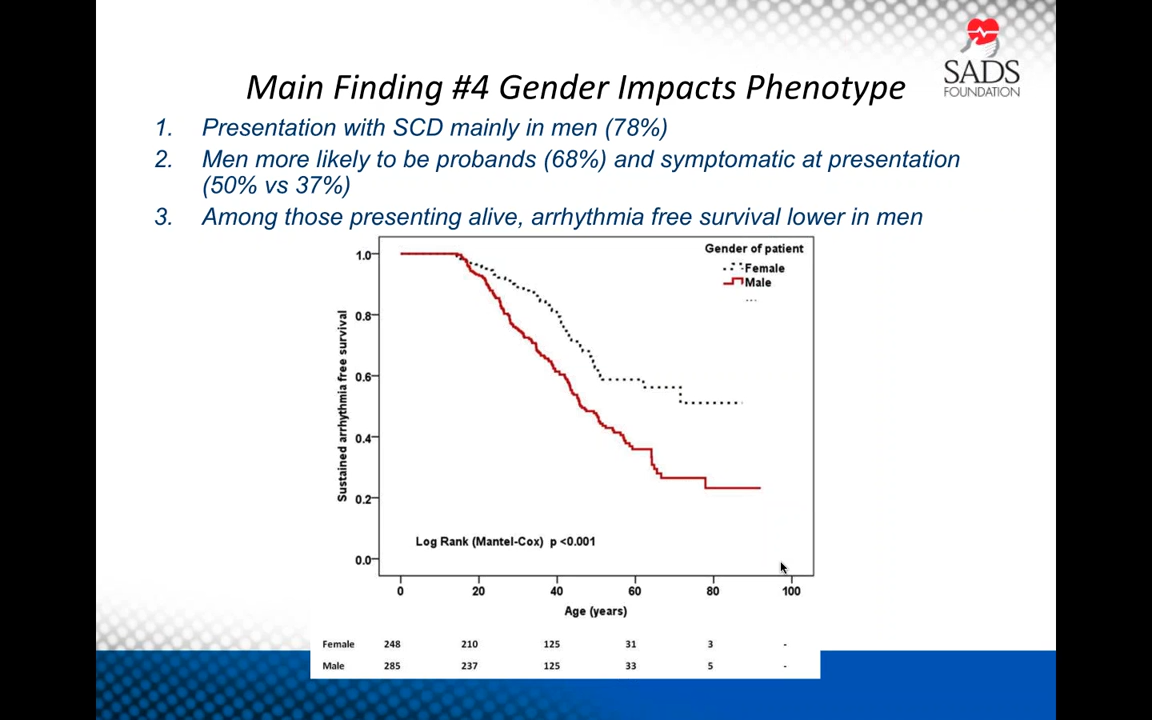 SADS
FOUNDATION
Main Finding #4 Gender Impacts Phenotype
1. Presentation with SCD mainly in men (78%)
2. Men more likely to be probands (68%) and symptomatic at presentation
(50% vs 37%)
3. Among those presenting alive, arrhythmia free survival lower in men
Gender of patient
Female
Male
Sustained arrhythmia free survival
1.0
0.8
0.6
0.4
0.2
0.0
Log Rank (Mantel-Cox) p <0.001
0 20 40 60 80 100
Age (years)
Female 248 210 125 31 3 -
Male 285 237 125 33 5 -